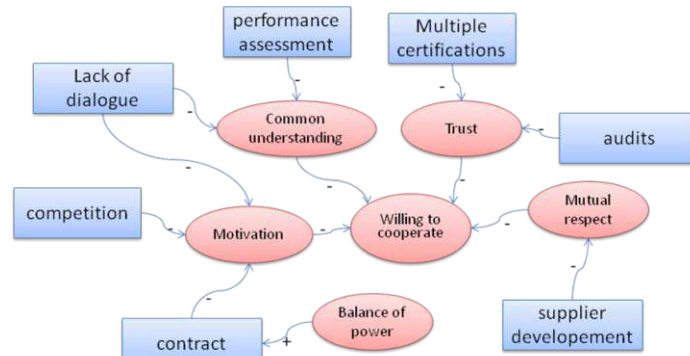 performance
assessment
Multiple
certifications
Lack of
dialogue
-
-
-
Common
understanding
Trust
-
audits
-
-
-
competition
-
Motivation
-
Willing to
cooperate
-
Mutual
respect
-
-
Balance of
power
+
contract
supplier
developement